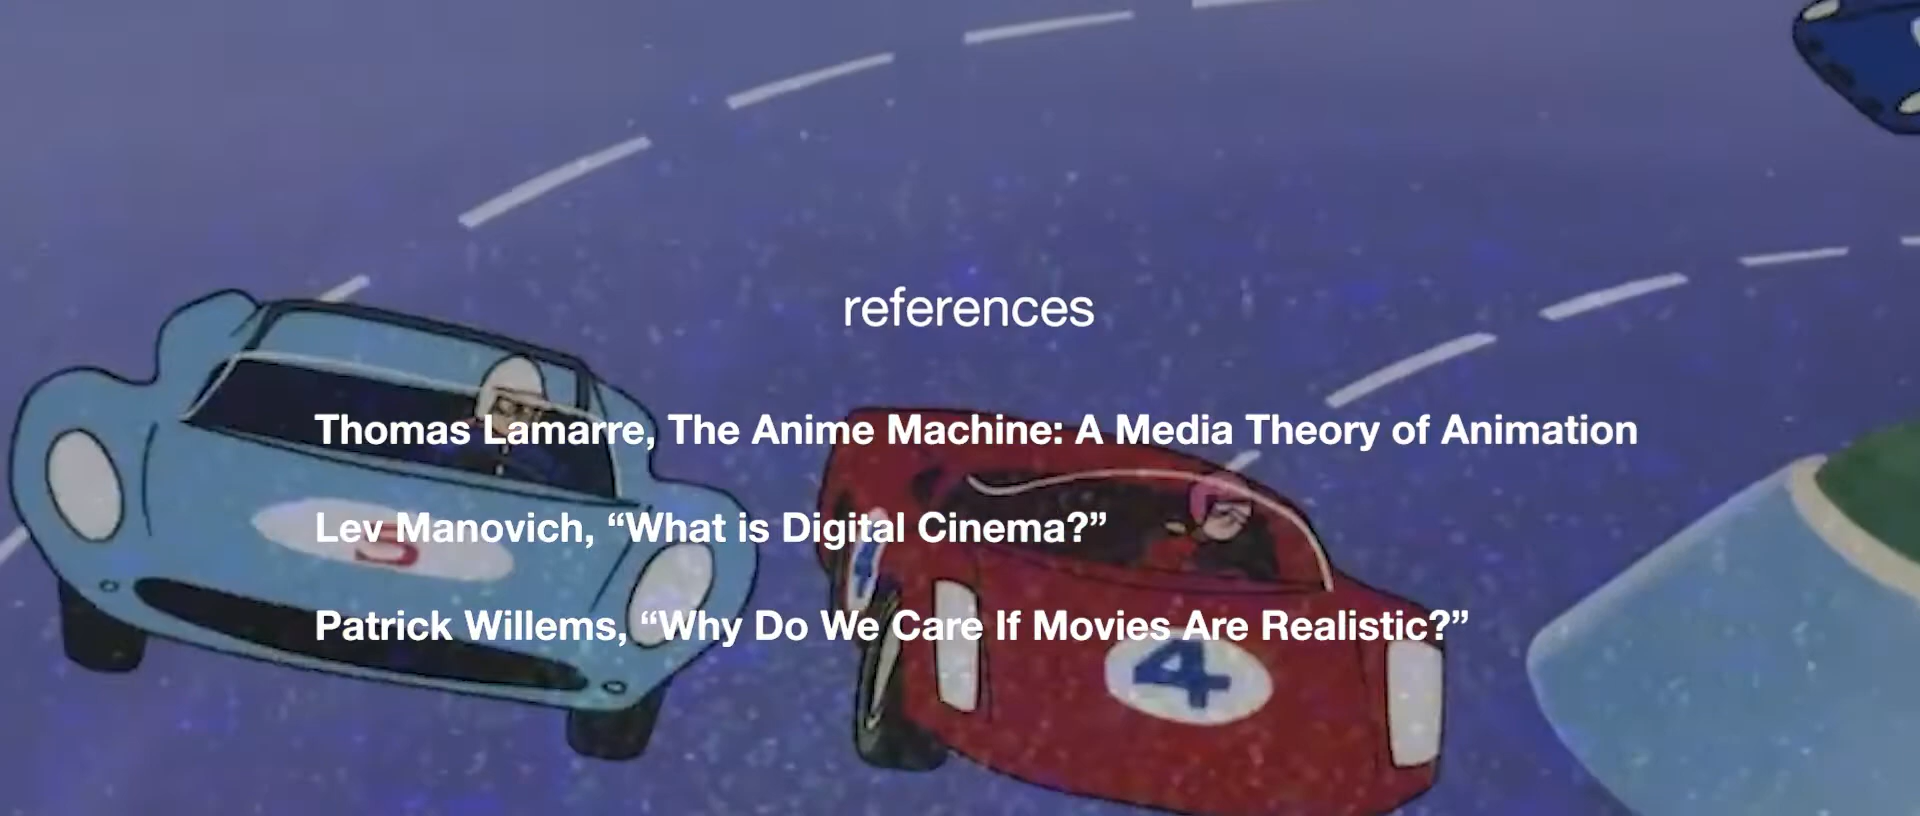 references
Thomas Lamarre, The Anime Machine: A Media Theory of Animation
Lev Manovich, “What is Digital Cinema?”
Patrick Willems, “Why Do We Care If Movies Are Realistic?”
4